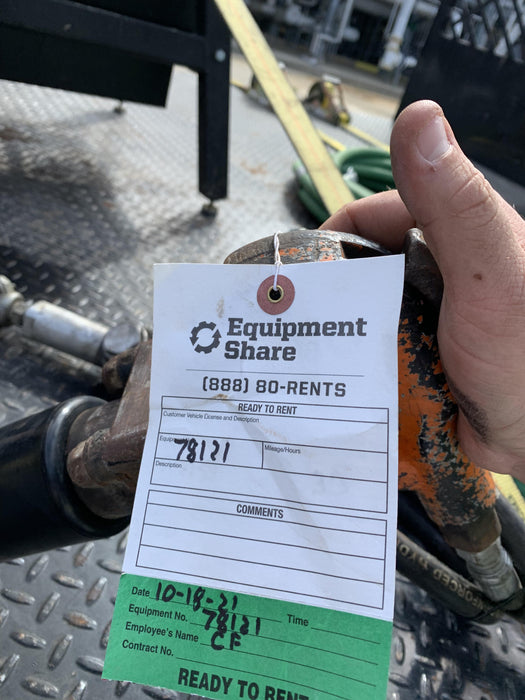 Equipment
Share
(888) 80-RENTS
READY TO RENT
Customer Vehicle License and Description
78121
Mileage/Hours
Description
COMMENTS
Date 10-18-21
Time
Equipment No. 78121
Employee's Name CF
Contract No.
READY TO RENT